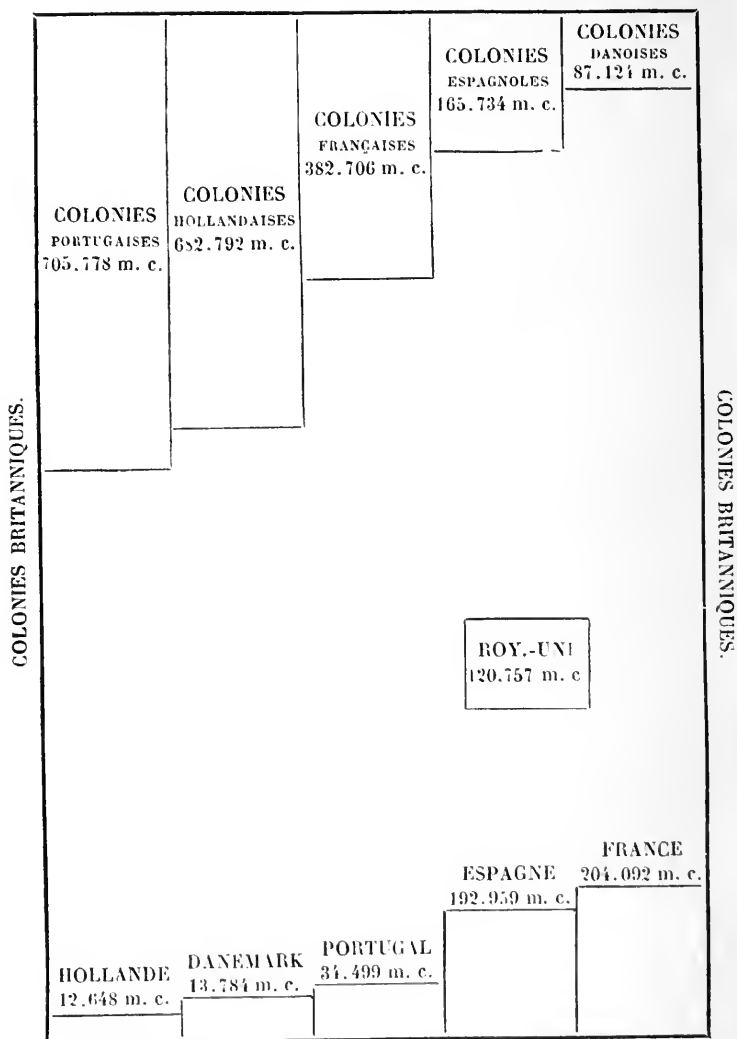 COLONIES
DANOISES
87.124 m. c.
COLONIES
ESPAGNOLES
165.734 m. c.
COLONIES
FRANÇAISES
382.706 m. c.
COLONIES
HOLLANDAISES
682.792 m. c.
COLONIES
PORTUGAISES
705.778 m. c.
COLONIES BRITANNIQUES.
COLONIES BRITANNIQUES.
ROY.-UNI
120.757 m. c
FRANCE
204.092 m. c.
ESPAGNE
192.959 m. c.
PORTUGAL
34.499 m. c.
DANEMARK
13.784 m. c.
HOLLANDE
12.648 m. c.